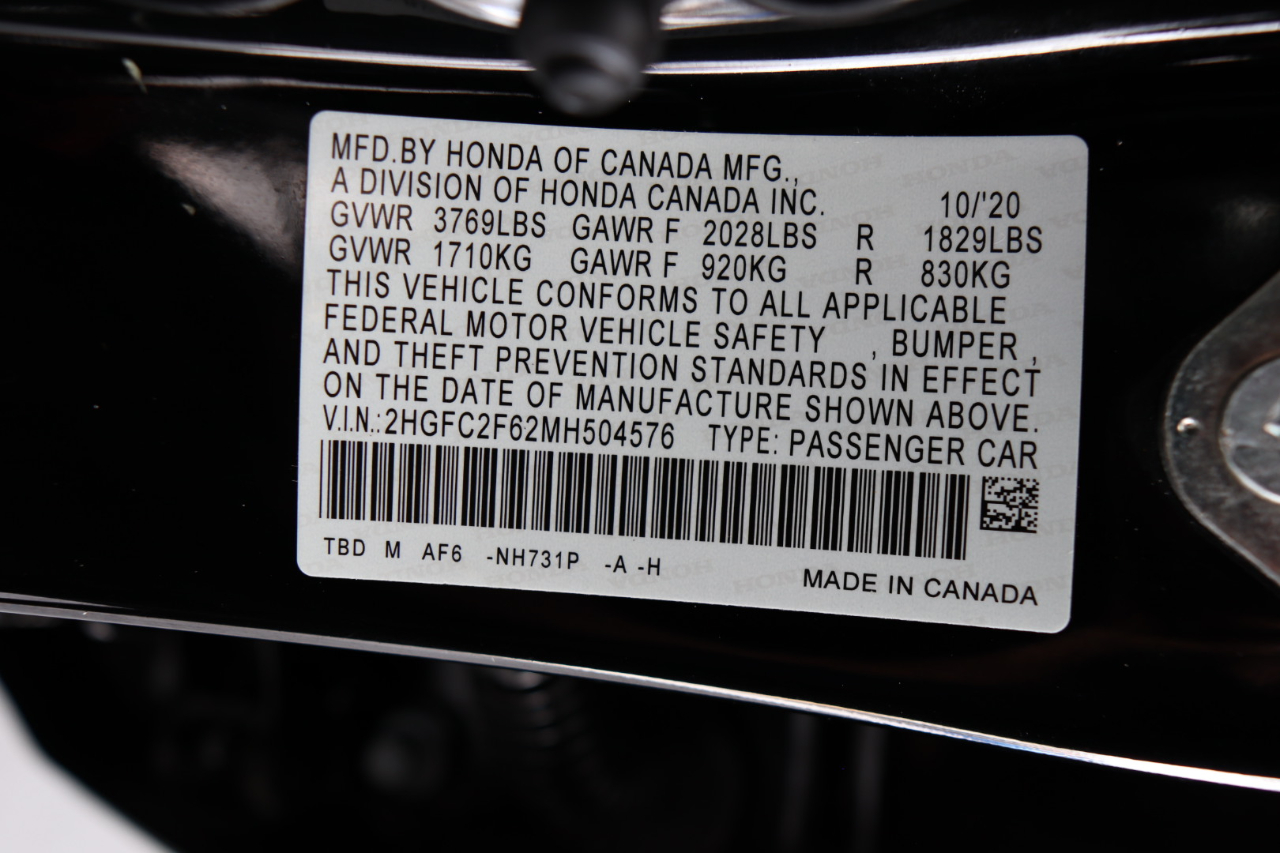 MFD.BY HONDA OF CANADA MFG.,
A DIVISION OF HONDA CANADA INC. 10/'20
GVWR 3769LBS GAWR F 2028LBS R 1829LBS
GVWR 1710KG GAWR F 920KG R 830KG
THIS VEHICLE CONFORMS TO ALL APPLICABLE
FEDERAL MOTOR VEHICLE SAFETY , BUMPER ,
AND THEFT PREVENTION STANDARDS IN EFFECT
ON THE DATE OF MANUFACTURE SHOWN ABOVE.
V.I.N.:2HGFC2F62MH504576 TYPE: PASSENGER CAR
TBD M AF6 -NH731P -A -H
MADE IN CANADA